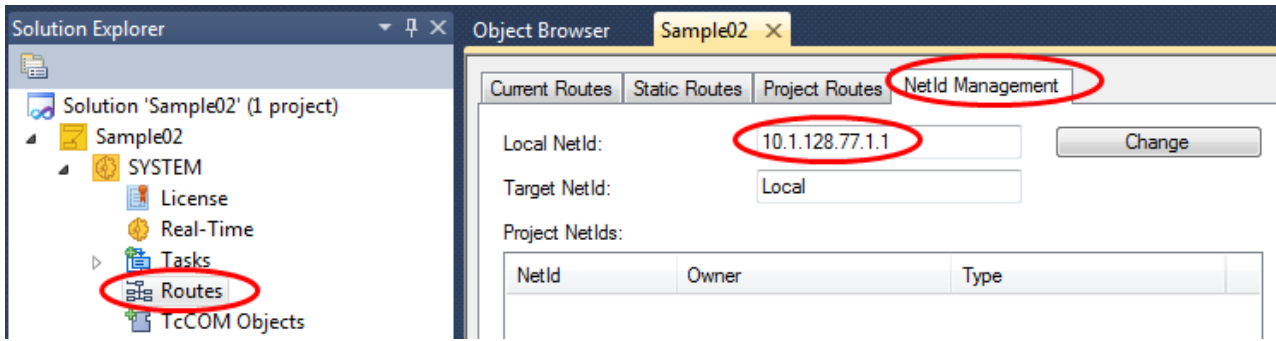 Solution Explorer
Solution 'Sample02' (1 project)
Sample02
SYSTEM
License
Real-Time
Tasks
Routes
TcCOM Objects
Object Browser Sample02
Current Routes Static Routes Project Routes NetId Management
Local NetId: 10.1.128.77.1.1 Change
Target NetId: Local
Project NetIds:
NetId Owner Type